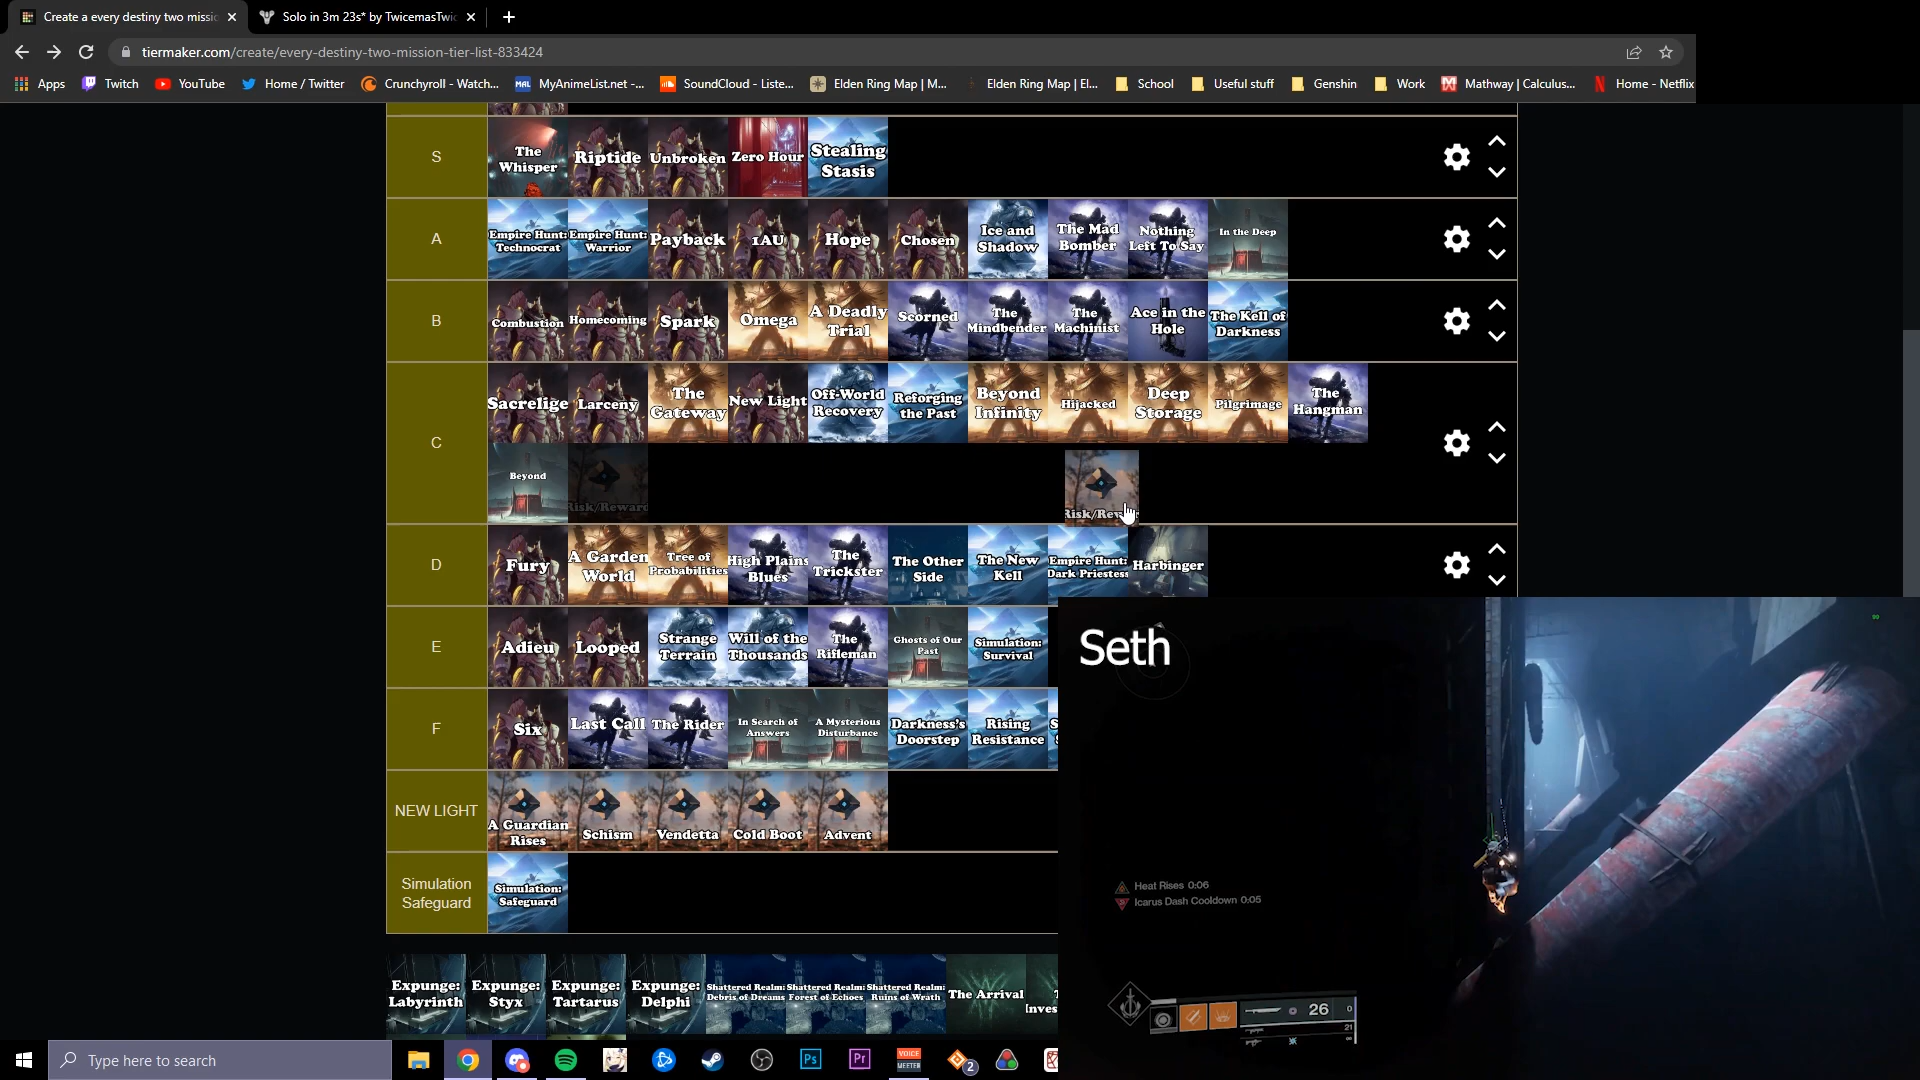 Create a every destiny two missi
Solo in 3m 23s* by TwicemasTwic
tiermaker.com/create/every-destiny-two-mission-tier-list-833424
Apps
Twitch
YouTube
Home / Twitter
Crunchyroll - Watch...
MyAnimeList.net -...
SoundCloud - Liste...
Elden Ring Map | M...
Elden Ring Map | El...
School
Useful stuff
Genshin
Work
Mathway | Calculus...
Home - Netflix
S
The
Whisper
Riptide
Unbroken
Zero Hour
Stealing
Stasis
A
Empire Hunt:
Technocrat
Empire Hunt:
Warrior
Payback
1AU
Hope
Chosen
Ice and
Shadow
The Mad
Bomber
Nothing
Left To Say
In the Deep
B
Combustion
Homecoming
Spark
Omega
A Deadly
Trial
Scorned
The
Mindbender
The
Machinist
Ace in the
Hole
The Kell of
Darkness
C
Sacrelige
Larceny
The
Gateway
New Light
Off-World
Recovery
Reforging
the Past
Beyond
Infinity
Hijacked
Deep
Storage
Pilgrimage
The
Hangman
Beyond
Risk/Reward
Risk/Rewar
D
Fury
A Garden
World
Tree of
Probabilities
High Plains
Blues
The
Trickster
The Other
Side
The New
Kell
Empire Hunt:
Dark Priestess
Harbinger
E
Adieu
Looped
Strange
Terrain
Will of the
Thousands
The
Rifleman
Ghosts of Our
Past
Simulation:
Survival
F
Six
Last Call
The Rider
In Search of
Answers
A Mysterious
Disturbance
Darkness's
Doorstep
Rising
Resistance
NEW LIGHT
A Guardian
Rises
Schism
Vendetta
Cold Boot
Advent
Simulation
Safeguard
Simulation:
Safeguard
Expunge:
Labyrinth
Expunge:
Styx
Expunge:
Tartarus
Expunge:
Delphi
Shattered Realm:
Debris of Dreams
Shattered Realm:
Forest of Echoes
Shattered Realm:
Ruins of Wrath
The Arrival
Inves
Seth
Heat Rises 0:06
Icarus Dash Cooldown 0:05
26
0
21
Type here to search
Ps
Pr
VOICE
MEETER
2